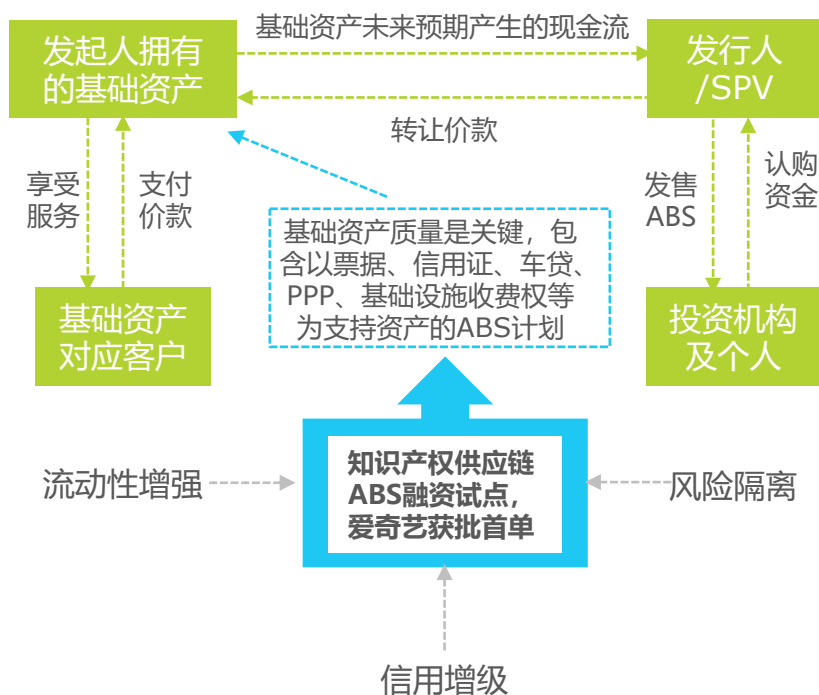 基础资产未来预期产生的现金流
发起人拥有
的基础资产
发行人
/SPV
转让价款
享受
服务
支付
价款
发售
ABS
认购
资金
基础资产质量是关键，包
含以票据、信用证、车贷、
PPP、基础设施收费权等
为支持资产的ABS计划
基础资产
对应客户
投资机构
及个人
知识产权供应链
ABS融资试点，
爱奇艺获批首单
流动性增强
风险隔离
信用增级